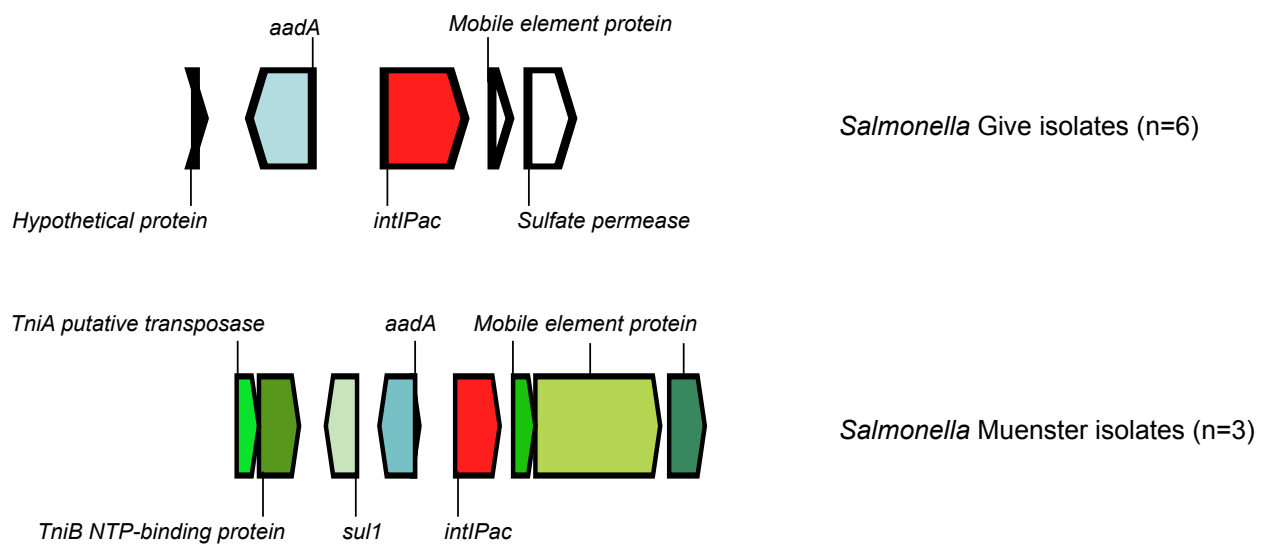 aadA
Mobile element protein
Salmonella Give isolates (n=6)
Hypothetical protein
intIPac
Sulfate permease
TniA putative transposase
aadA
Mobile element protein
Salmonella Muenster isolates (n=3)
TniB NTP-binding protein
sul1
intIPac